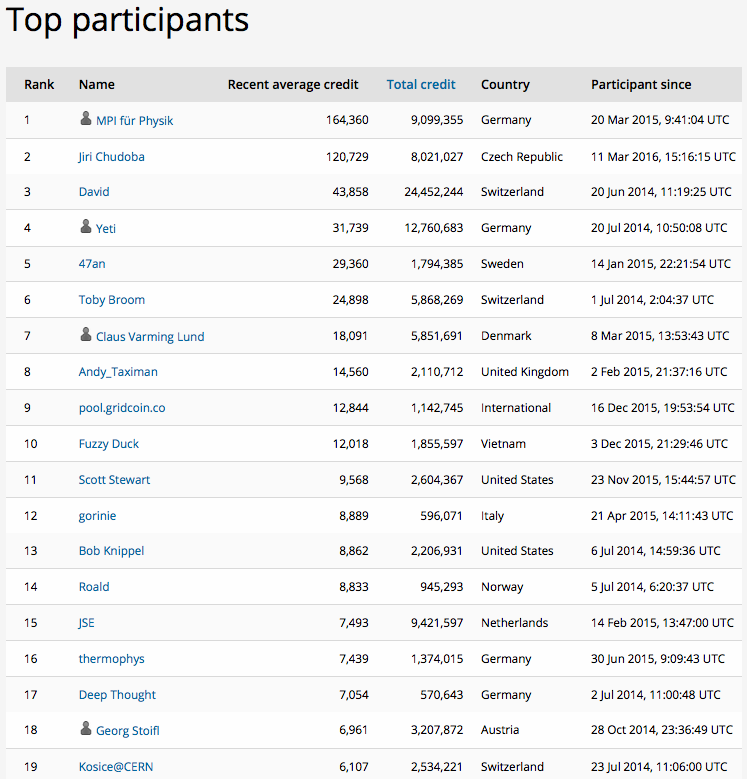 Top participants
Rank Name Recent average credit Total credit Country Participant since
1 MPI für Physik 164,360 9,099,355 Germany 20 Mar 2015, 9:41:04 UTC
2 Jiri Chudoba 120,729 8,021,027 Czech Republic 11 Mar 2016, 15:16:15 UTC
3 David 43,858 24,452,244 Switzerland 20 Jun 2014, 11:19:25 UTC
4 Yeti 31,739 12,760,683 Germany 20 Jul 2014, 10:50:08 UTC
5 47an 29,360 1,794,385 Sweden 14 Jan 2015, 22:21:54 UTC
6 Toby Broom 24,898 5,868,269 Switzerland 1 Jul 2014, 2:04:37 UTC
7 Claus Varming Lund 18,091 5,851,691 Denmark 8 Mar 2015, 13:53:43 UTC
8 Andy_Taximan 14,560 2,110,712 United Kingdom 2 Feb 2015, 21:37:16 UTC
9 pool.gridcoin.co 12,844 1,142,745 International 16 Dec 2015, 19:53:54 UTC
10 Fuzzy Duck 12,018 1,855,597 Vietnam 3 Dec 2015, 21:29:46 UTC
11 Scott Stewart 9,568 2,604,367 United States 23 Nov 2015, 15:44:57 UTC
12 gorinie 8,889 596,071 Italy 21 Apr 2015, 14:11:43 UTC
13 Bob Knippel 8,862 2,206,931 United States 6 Jul 2014, 14:59:36 UTC
14 Roald 8,833 945,293 Norway 5 Jul 2014, 6:20:37 UTC
15 JSE 7,493 9,421,597 Netherlands 14 Feb 2015, 13:47:00 UTC
16 thermophys 7,439 1,374,015 Germany 30 Jun 2015, 9:09:43 UTC
17 Deep Thought 7,054 570,643 Germany 2 Jul 2014, 11:00:48 UTC
18 Georg Stoifl 6,961 3,207,872 Austria 28 Oct 2014, 23:36:49 UTC
19 Kosice@CERN 6,107 2,534,221 Switzerland 23 Jul 2014, 11:06:00 UTC